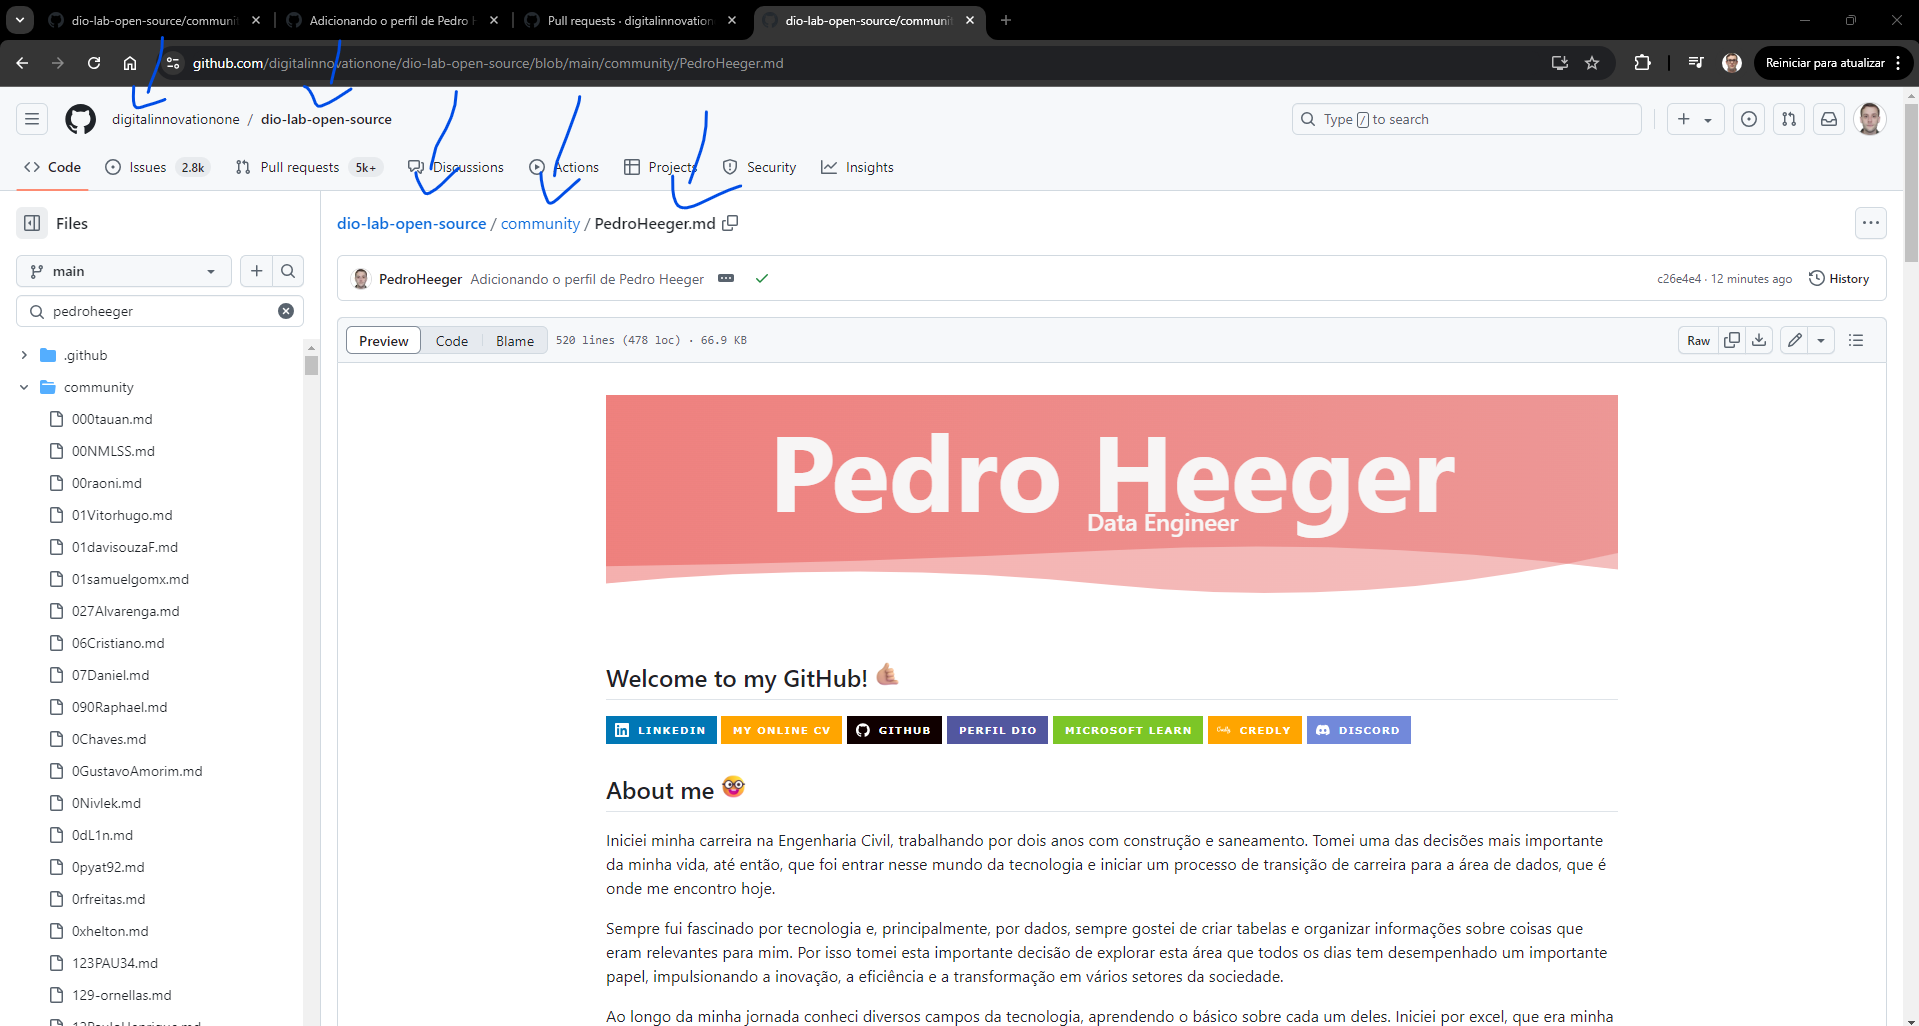 dio-lab-open-source/communit
Adicionando o perfil de Pedro H
Pull requests · digitalinnovation
dio-lab-open-source/communit
github.com/digitalinnovationone/dio-lab-open-source/blob/main/community/PedroHeeger.md
Reiniciar para atualizar
digitalinnovationone / dio-lab-open-source
Type / to search
Code
Issues 2.8k
Pull requests 5k+
Discussions
Actions
Projects
Security
Insights
Files
dio-lab-open-source / community / PedroHeeger.md
main
PedroHeeger Adicionando o perfil de Pedro Heeger
c26e4e4 · 12 minutes ago
History
pedroheeger
Preview
Code
Blame
520 lines (478 loc) · 66.9 KB
Raw
.github
community
000tauan.md
00NMLSS.md
00raoni.md
01Vitorhugo.md
01davisouzaF.md
01samuelgomx.md
027Alvarenga.md
06Cristiano.md
07Daniel.md
090Raphael.md
0Chaves.md
0GustavoAmorim.md
0Nivlek.md
0dL1n.md
0pyat92.md
0rfreitas.md
0xhelton.md
123PAU34.md
129-ornellas.md
12PauloHenrique.md
Pedro Heeger
Data Engineer
Welcome to my GitHub! 🤙
LINKEDIN
MY ONLINE CV
GITHUB
PERFIL DIO
MICROSOFT LEARN
Credly CREDLY
DISCORD
About me 🤓
Iniciei minha carreira na Engenharia Civil, trabalhando por dois anos com construção e saneamento. Tomei uma das decisões mais importante
da minha vida, até então, que foi entrar nesse mundo da tecnologia e iniciar um processo de transição de carreira para a área de dados, que é
onde me encontro hoje.
Sempre fui fascinado por tecnologia e, principalmente, por dados, sempre gostei de criar tabelas e organizar informações sobre coisas que
eram relevantes para mim. Por isso tomei esta importante decisão de explorar esta área que todos os dias tem desempenhado um importante
papel, impulsionando a inovação, a eficiência e a transformação em vários setores da sociedade.
Ao longo da minha jornada conheci diversos campos da tecnologia, aprendendo o básico sobre cada um deles. Iniciei por excel, que era minha